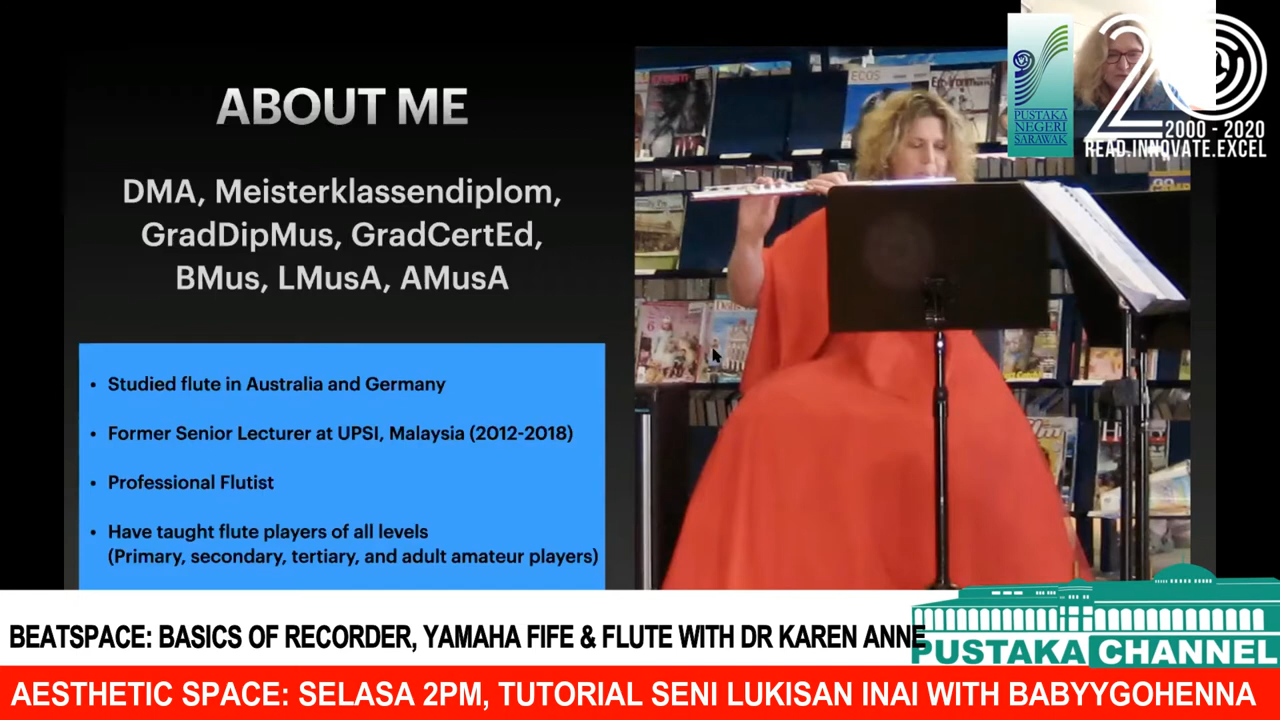 ABOUT ME
DMA, Meisterklassendiplom,
GradDipMus, GradCertEd,
BMus, LMusA, AMusA
• Studied flute in Australia and Germany
• Former Senior Lecturer at UPSI, Malaysia (2012-2018)
• Professional Flutist
• Have taught flute players of all levels
(Primary, secondary, tertiary, and adult amateur players)
PUSTAKA
NEGERI
SARAWAK
20
2000 - 2020
READ.INNOVATE.EXCEL
ECOS
BEATSPACE: BASICS OF RECORDER, YAMAHA FIFE & FLUTE WITH DR KAREN ANNE
PUSTAKA CHANNEL
AESTHETIC SPACE: SELASA 2PM, TUTORIAL SENI LUKISAN INAI WITH BABYYGOHENNA